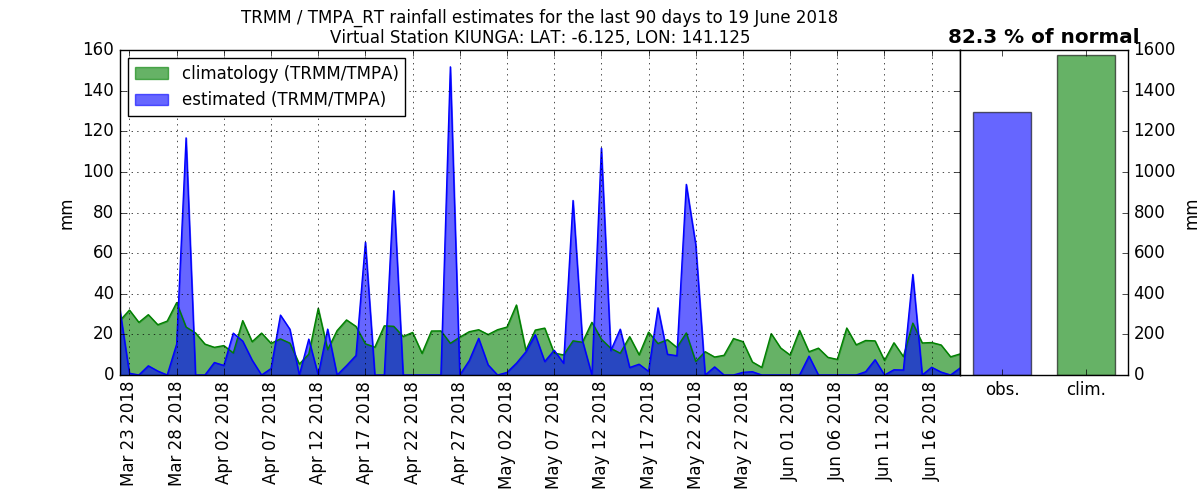 TRMM / TMPA_RT rainfall estimates for the last 90 days to 19 June 2018
Virtual Station KIUNGA: LAT: -6.125, LON: 141.125
82.3 % of normal
climatology (TRMM/TMPA)
estimated (TRMM/TMPA)
160
140
120
100
80
60
40
20
0
mm
1600
1400
1200
1000
800
600
400
200
0
mm
Mar 23 2018
Mar 28 2018
Apr 02 2018
Apr 07 2018
Apr 12 2018
Apr 17 2018
Apr 22 2018
Apr 27 2018
May 02 2018
May 07 2018
May 12 2018
May 17 2018
May 22 2018
May 27 2018
Jun 01 2018
Jun 06 2018
Jun 11 2018
Jun 16 2018
obs.
clim.